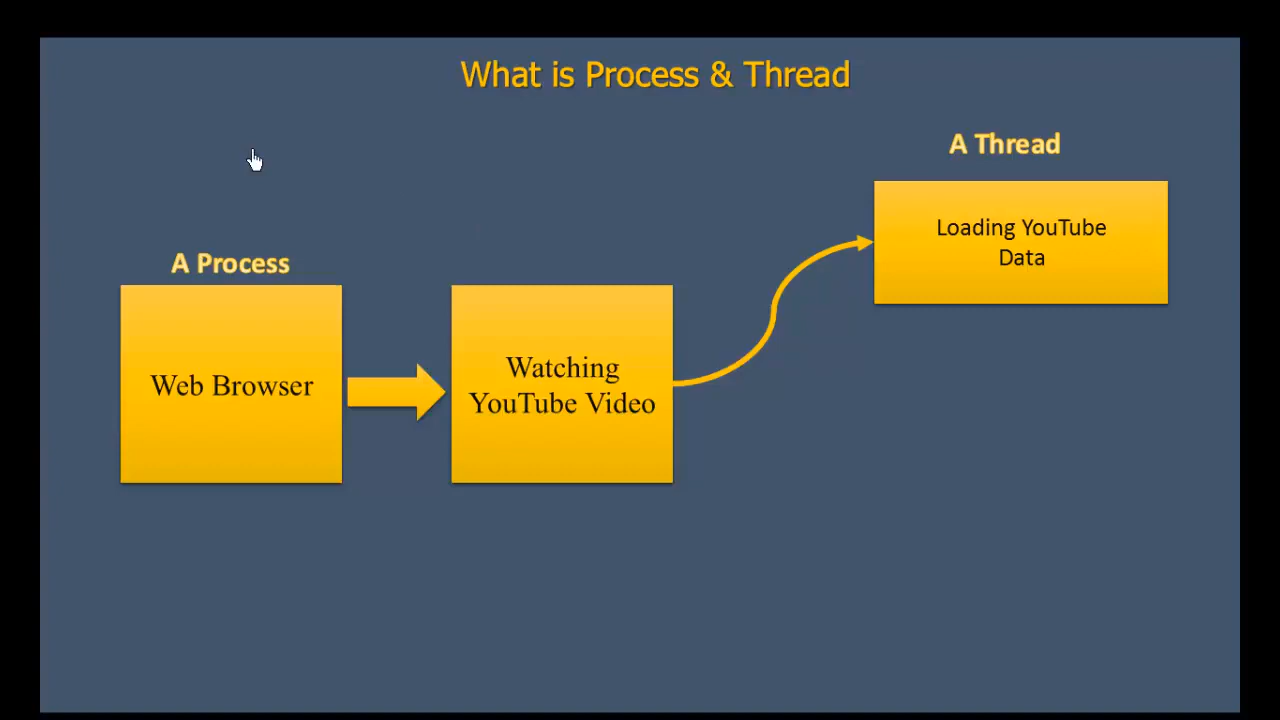 What is Process & Thread
A Thread
Loading YouTube
Data
A Process
Web Browser
Watching
YouTube Video